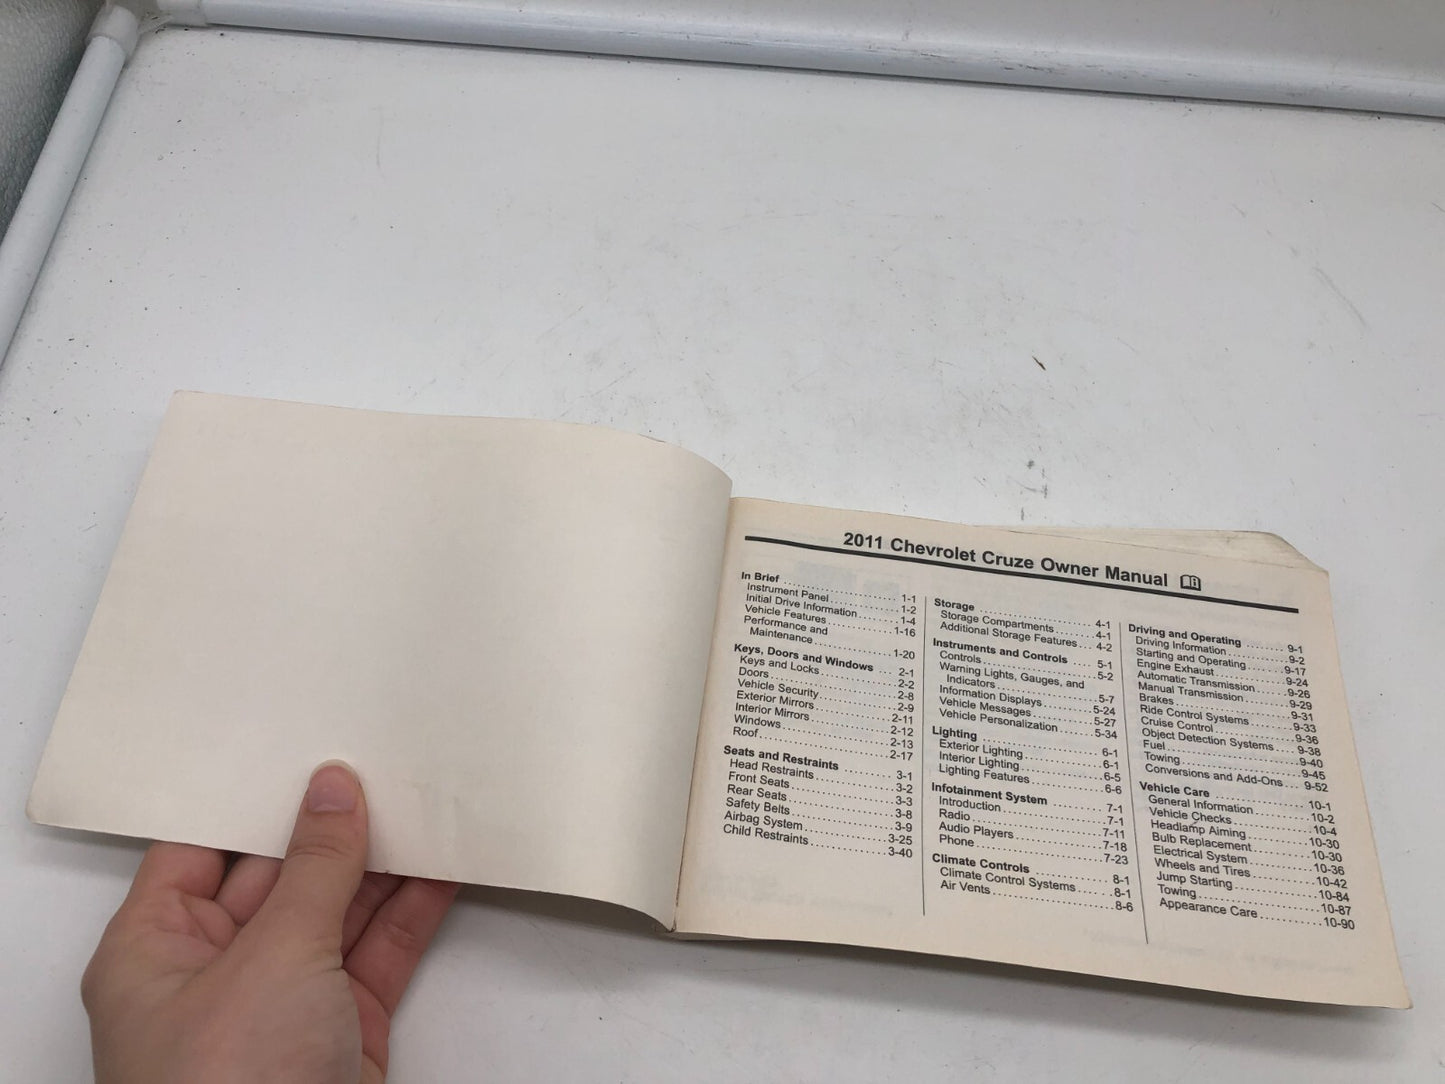 2011 Chevrolet Cruze Owner Manual
In Brief . . . . . . . . . . . . . . . . . . . . 1-1
Instrument Panel . . . . . . . . . . . . . 1-2
Initial Drive Information . . . . . . . . 1-4
Vehicle Features . . . . . . . . . . . . . 1-16
Performance and
Maintenance . . . . . . . . . . . . . . . 1-20
Keys, Doors and Windows . . . 2-1
Keys and Locks . . . . . . . . . . . . . . 2-2
Doors . . . . . . . . . . . . . . . . . . . . . . 2-8
Vehicle Security . . . . . . . . . . . . . . 2-9
Exterior Mirrors . . . . . . . . . . . . . . 2-11
Interior Mirrors . . . . . . . . . . . . . . . 2-12
Windows . . . . . . . . . . . . . . . . . . . 2-13
Roof . . . . . . . . . . . . . . . . . . . . . . . 2-17
Seats and Restraints . . . . . . . . . 3-1
Head Restraints . . . . . . . . . . . . . . 3-2
Front Seats . . . . . . . . . . . . . . . . . . 3-3
Rear Seats . . . . . . . . . . . . . . . . . . 3-8
Safety Belts . . . . . . . . . . . . . . . . . 3-9
Airbag System . . . . . . . . . . . . . . . 3-25
Child Restraints . . . . . . . . . . . . . . 3-40
Storage . . . . . . . . . . . . . . . . . . . . 4-1
Storage Compartments . . . . . . . . 4-1
Additional Storage Features . . . . 4-2
Instruments and Controls . . . . 5-1
Controls . . . . . . . . . . . . . . . . . . . . 5-2
Warning Lights, Gauges, and
Indicators . . . . . . . . . . . . . . . . . . 5-7
Information Displays . . . . . . . . . . 5-24
Vehicle Messages . . . . . . . . . . . . 5-27
Vehicle Personalization . . . . . . . . 5-34
Lighting . . . . . . . . . . . . . . . . . . . . 6-1
Exterior Lighting . . . . . . . . . . . . . . 6-1
Interior Lighting . . . . . . . . . . . . . . 6-5
Lighting Features . . . . . . . . . . . . . 6-6
Infotainment System . . . . . . . . . 7-1
Introduction . . . . . . . . . . . . . . . . . 7-1
Radio . . . . . . . . . . . . . . . . . . . . . . 7-11
Audio Players . . . . . . . . . . . . . . . 7-18
Phone . . . . . . . . . . . . . . . . . . . . . 7-23
Climate Controls . . . . . . . . . . . . 8-1
Climate Control Systems . . . . . . 8-1
Air Vents . . . . . . . . . . . . . . . . . . . 8-6
Driving and Operating . . . . . . . . 9-1
Driving Information . . . . . . . . . . . 9-2
Starting and Operating . . . . . . . . 9-17
Engine Exhaust . . . . . . . . . . . . . . 9-24
Automatic Transmission . . . . . . . 9-26
Manual Transmission . . . . . . . . . 9-29
Brakes . . . . . . . . . . . . . . . . . . . . . 9-31
Ride Control Systems . . . . . . . . . 9-33
Cruise Control . . . . . . . . . . . . . . . 9-36
Object Detection Systems . . . . . 9-38
Fuel . . . . . . . . . . . . . . . . . . . . . . . 9-40
Towing . . . . . . . . . . . . . . . . . . . . . 9-45
Conversions and Add-Ons . . . . . 9-52
Vehicle Care . . . . . . . . . . . . . . . . 10-1
General Information . . . . . . . . . . 10-2
Vehicle Checks . . . . . . . . . . . . . . 10-4
Headlamp Aiming . . . . . . . . . . . . 10-30
Bulb Replacement . . . . . . . . . . . . 10-30
Electrical System . . . . . . . . . . . . 10-36
Wheels and Tires . . . . . . . . . . . . 10-42
Jump Starting . . . . . . . . . . . . . . . 10-84
Towing . . . . . . . . . . . . . . . . . . . . . 10-87
Appearance Care . . . . . . . . . . . . 10-90